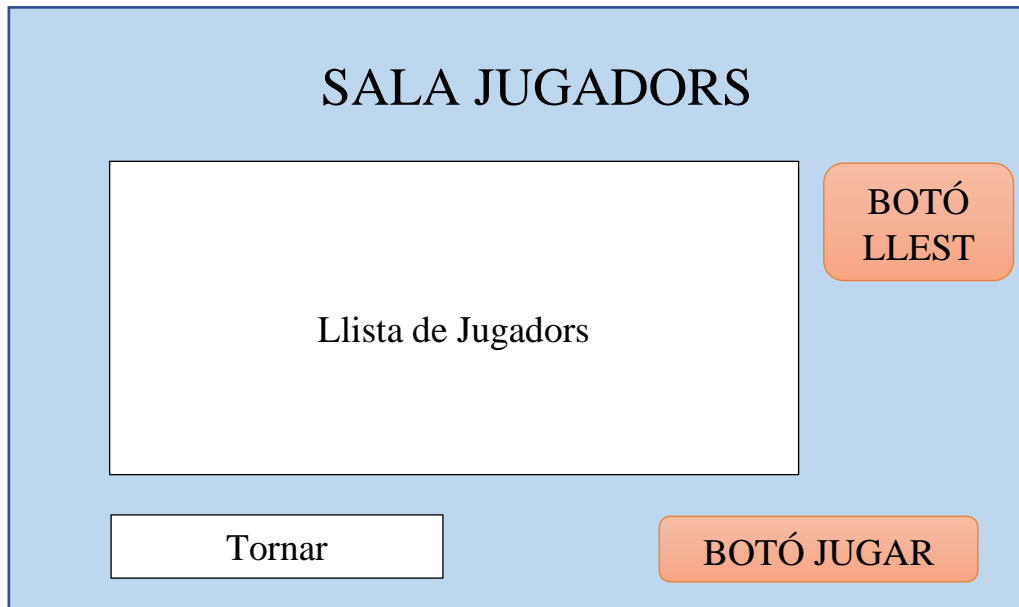 SALA JUGADORS
BOTÓ
LLEST
Llista de Jugadors
Tornar
BOTÓ JUGAR